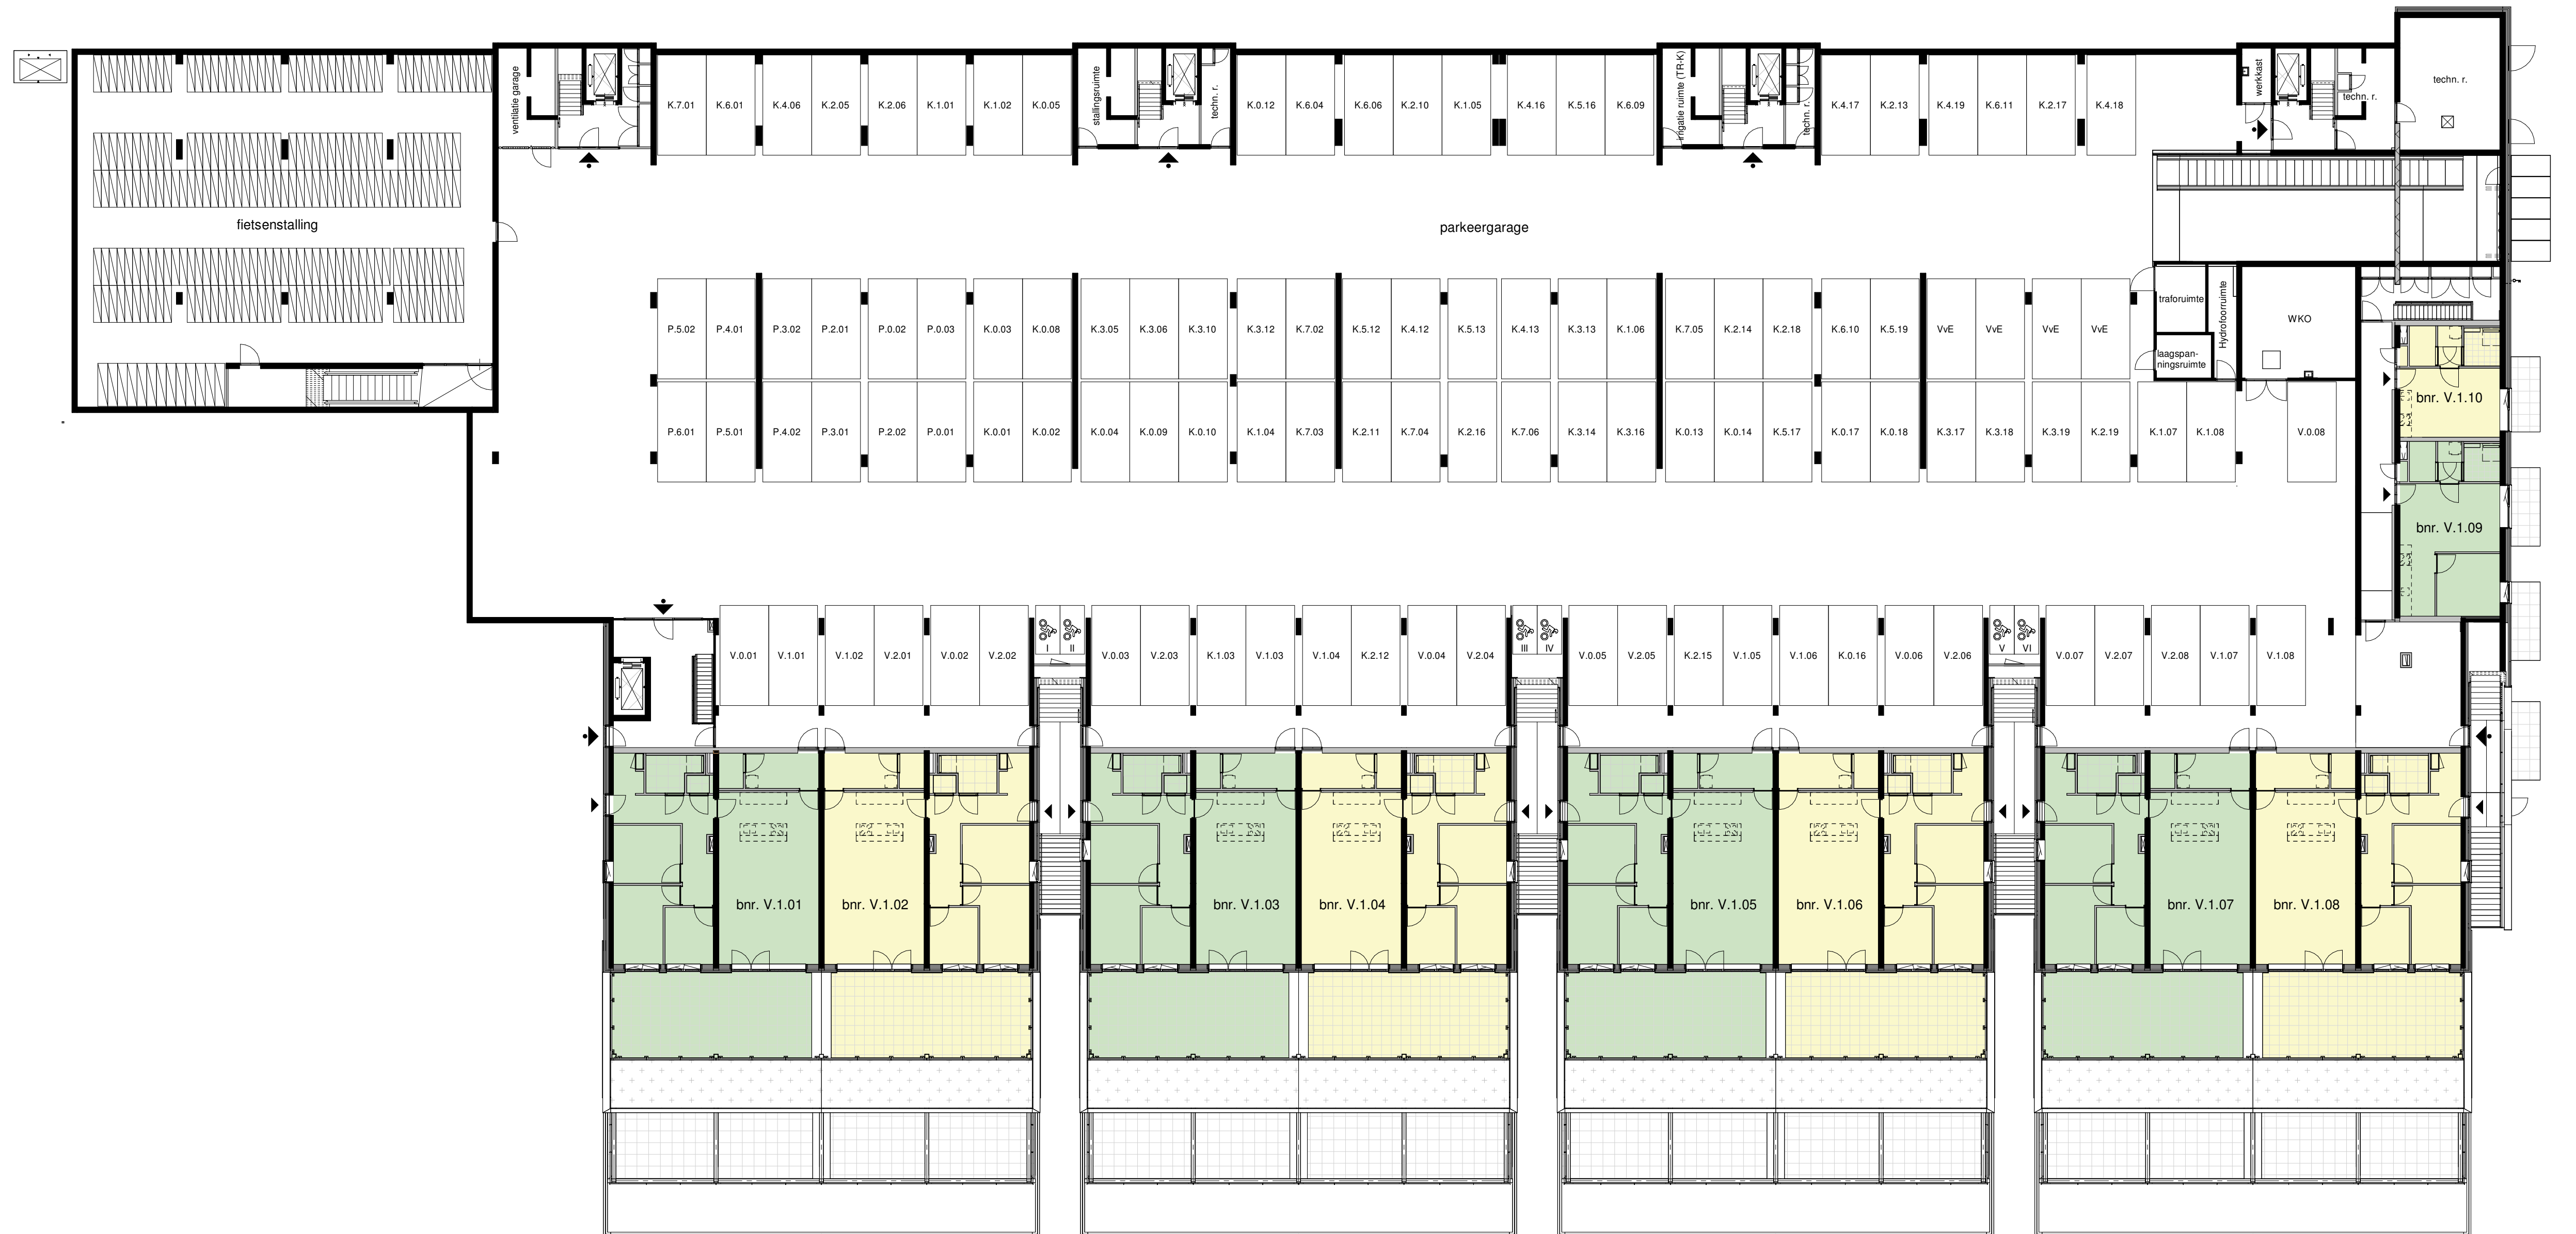 ventilatie garage
K.7.01
K.6.01
K.4.06
K.2.05
K.2.06
K.1.01
K.1.02
K.0.05
stallingsruimte
techn. r.
K.0.12
K.6.04
K.6.06
K.2.10
K.1.05
K.4.16
K.5.16
K.6.09
irrigatie ruimte (TR-K)
techn. r.
K.4.17
K.2.13
K.4.19
K.6.11
K.2.17
K.4.18
werkkast
techn. r.
techn. r.
fietsenstalling
parkeergarage
P.5.02
P.4.01
P.3.02
P.2.01
P.0.02
P.0.03
K.0.03
K.0.08
K.3.05
K.3.06
K.3.10
K.3.12
K.7.02
K.5.12
K.4.12
K.5.13
K.4.13
K.3.13
K.1.06
K.7.05
K.2.14
K.2.18
K.6.10
K.5.19
VvE
VvE
VvE
VvE
traforuimte
laagspan-
ningsruimte
Hydrofoorruimte
WKO
P.6.01
P.5.01
P.4.02
P.3.01
P.2.02
P.0.01
K.0.01
K.0.02
K.0.04
K.0.09
K.0.10
K.1.04
K.7.03
K.2.11
K.7.04
K.2.16
K.7.06
K.3.14
K.3.16
K.0.13
K.0.14
K.5.17
K.0.17
K.0.18
K.3.17
K.3.18
K.3.19
K.2.19
K.1.07
K.1.08
V.0.08
bnr. V.1.10
bnr. V.1.09
V.0.01
V.1.01
V.1.02
V.2.01
V.0.02
V.2.02
I
II
V.0.03
V.2.03
K.1.03
V.1.03
V.1.04
K.2.12
V.0.04
V.2.04
III
IV
V.0.05
V.2.05
K.2.15
V.1.05
V.1.06
K.0.16
V.0.06
V.2.06
V
VI
V.0.07
V.2.07
V.2.08
V.1.07
V.1.08
bnr. V.1.01
bnr. V.1.02
bnr. V.1.03
bnr. V.1.04
bnr. V.1.05
bnr. V.1.06
bnr. V.1.07
bnr. V.1.08